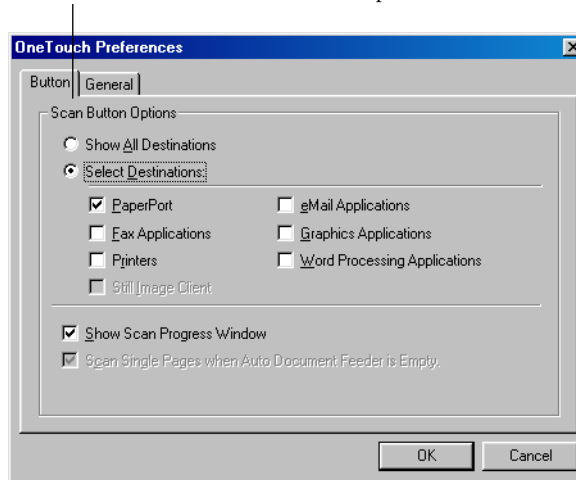 OneTouch Preferences
Button General
Scan Button Options
Show All Destinations
Select Destinations:
PaperPort eMail Applications
Fax Applications Graphics Applications
Printers Word Processing Applications
Still Image Client
Show Scan Progress Window
Scan Single Pages when Auto Document Feeder is Empty.
OK Cancel